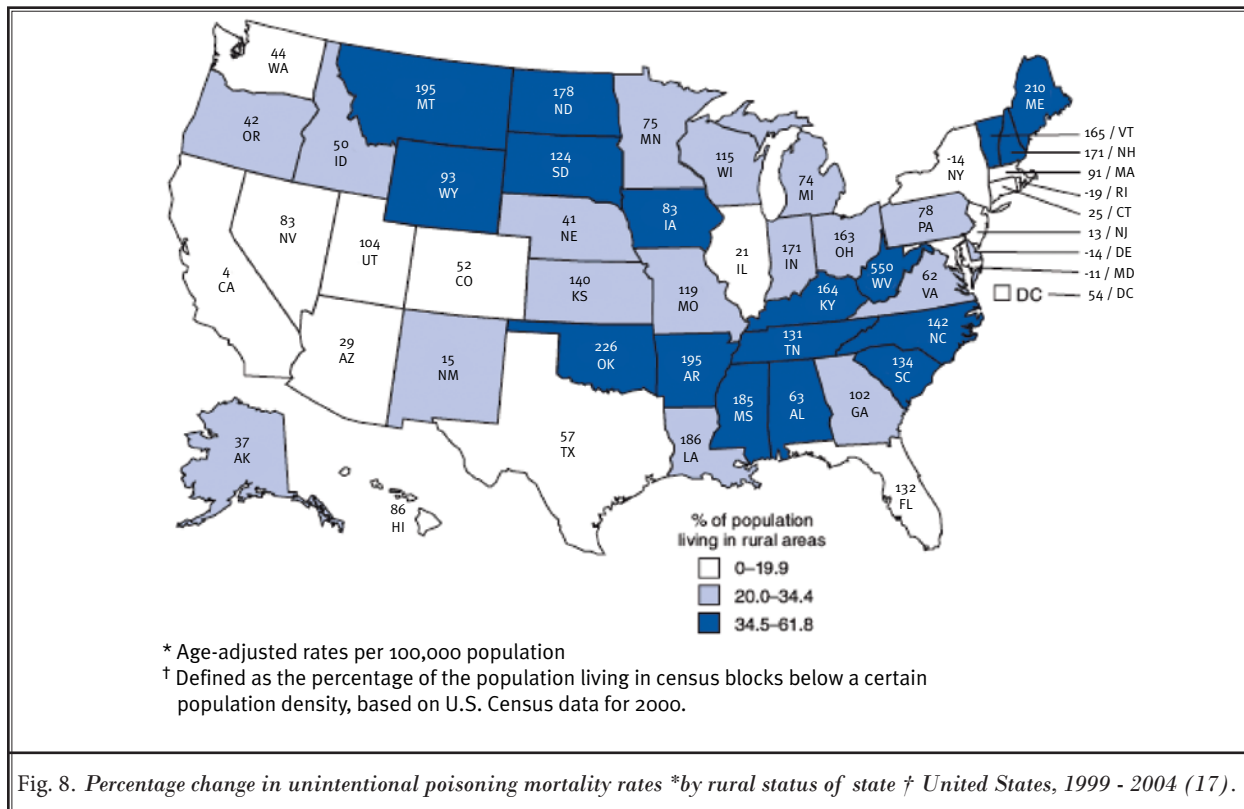 44
WA
195
MT
178
ND
75
MN
210
ME
42
OR
50
ID
115
WI
165 / VT
171 / NH
91 / MA
-19 / RI
25 / CT
13 / NJ
-14 / DE
-11 / MD
54 / DC
-14
NY
124
SD
74
MI
93
WY
83
IA
78
PA
41
NE
83
NV
104
UT
52
CO
21
IL
171
IN
163
OH
550
WV
62
VA
DC
4
CA
140
KS
119
MO
164
KY
142
NC
131
TN
29
AZ
15
NM
226
OK
195
AR
134
SC
185
MS
63
AL
102
GA
57
TX
186
LA
37
AK
86
HI
132
FL
% of population
living in rural areas
0–19.9
20.0–34.4
34.5–61.8
* Age-adjusted rates per 100,000 population
† Defined as the percentage of the population living in census blocks below a certain
population density, based on U.S. Census data for 2000.
Fig. 8. Percentage change in unintentional poisoning mortality rates *by rural status of state † United States, 1999 - 2004 (17).